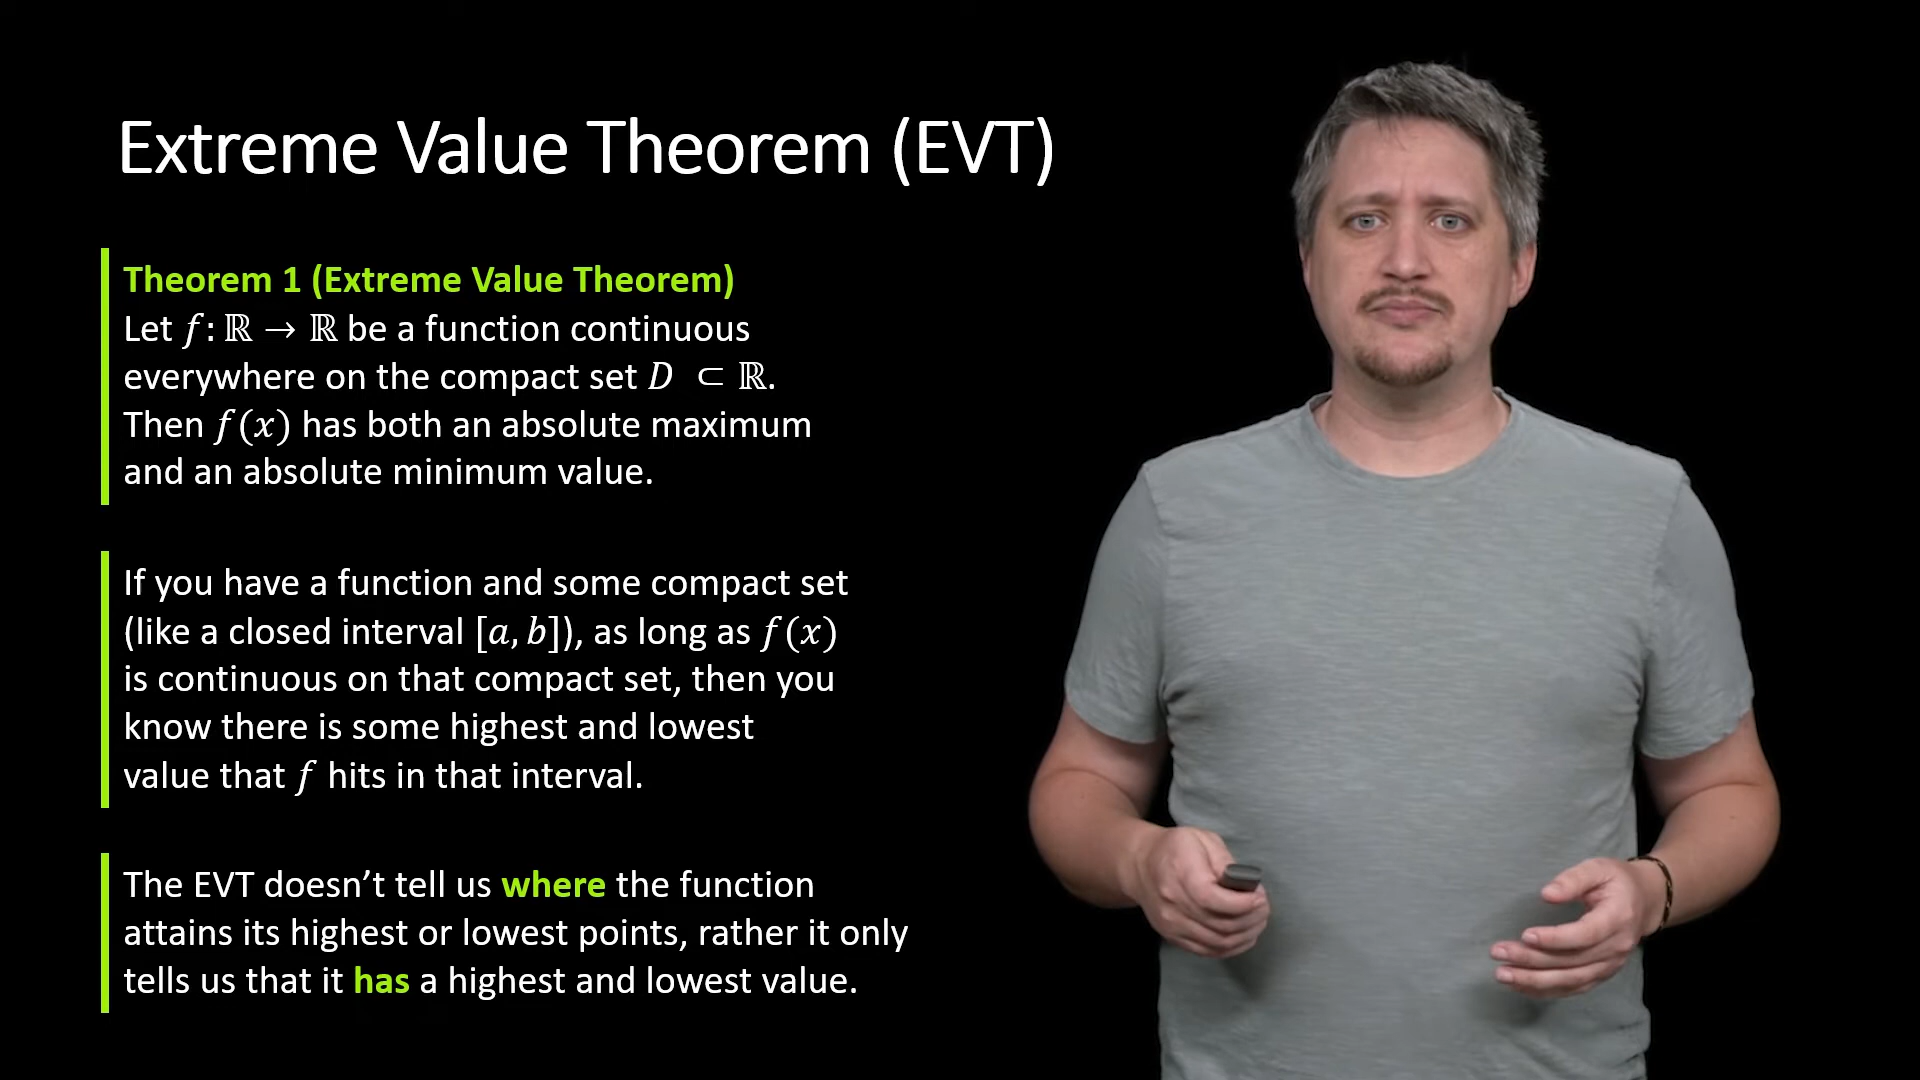 Extreme Value Theorem (EVT)
Theorem 1 (Extreme Value Theorem)
Let f: ℝ → ℝ be a function continuous
everywhere on the compact set D ⊂ ℝ.
Then f(x) has both an absolute maximum
and an absolute minimum value.
If you have a function and some compact set
(like a closed interval [a, b]), as long as f(x)
is continuous on that compact set, then you
know there is some highest and lowest
value that f hits in that interval.
The EVT doesn’t tell us where the function
attains its highest or lowest points, rather it only
tells us that it has a highest and lowest value.